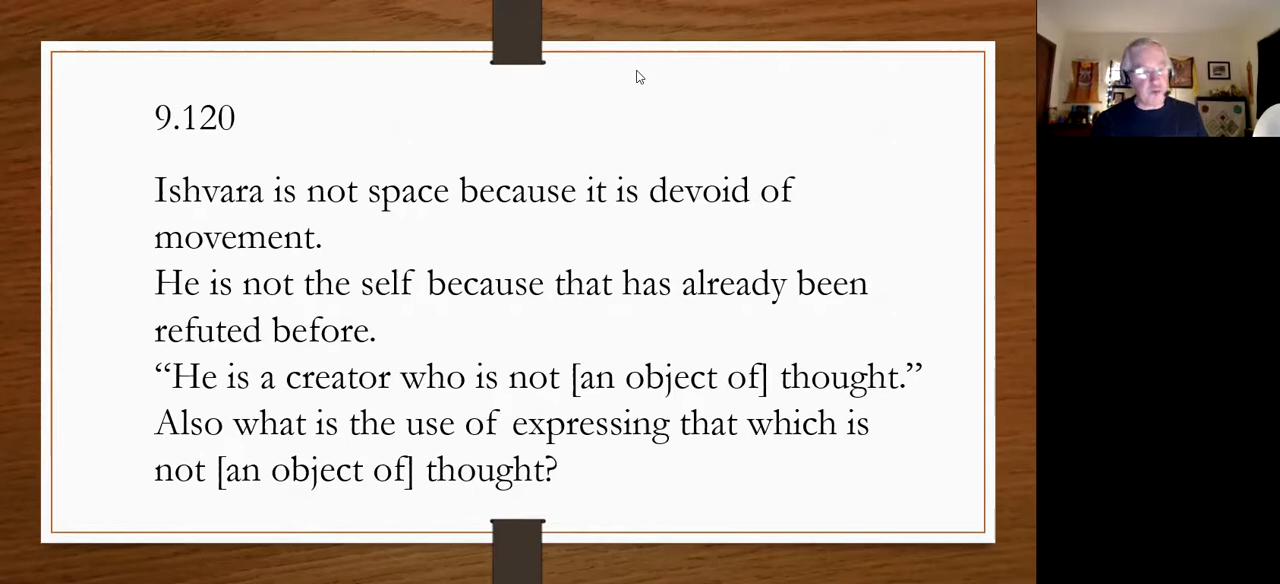 9.120
Ishvara is not space because it is devoid of
movement.
He is not the self because that has already been
refuted before.
“He is a creator who is not [an object of] thought.”
Also what is the use of expressing that which is
not [an object of] thought?